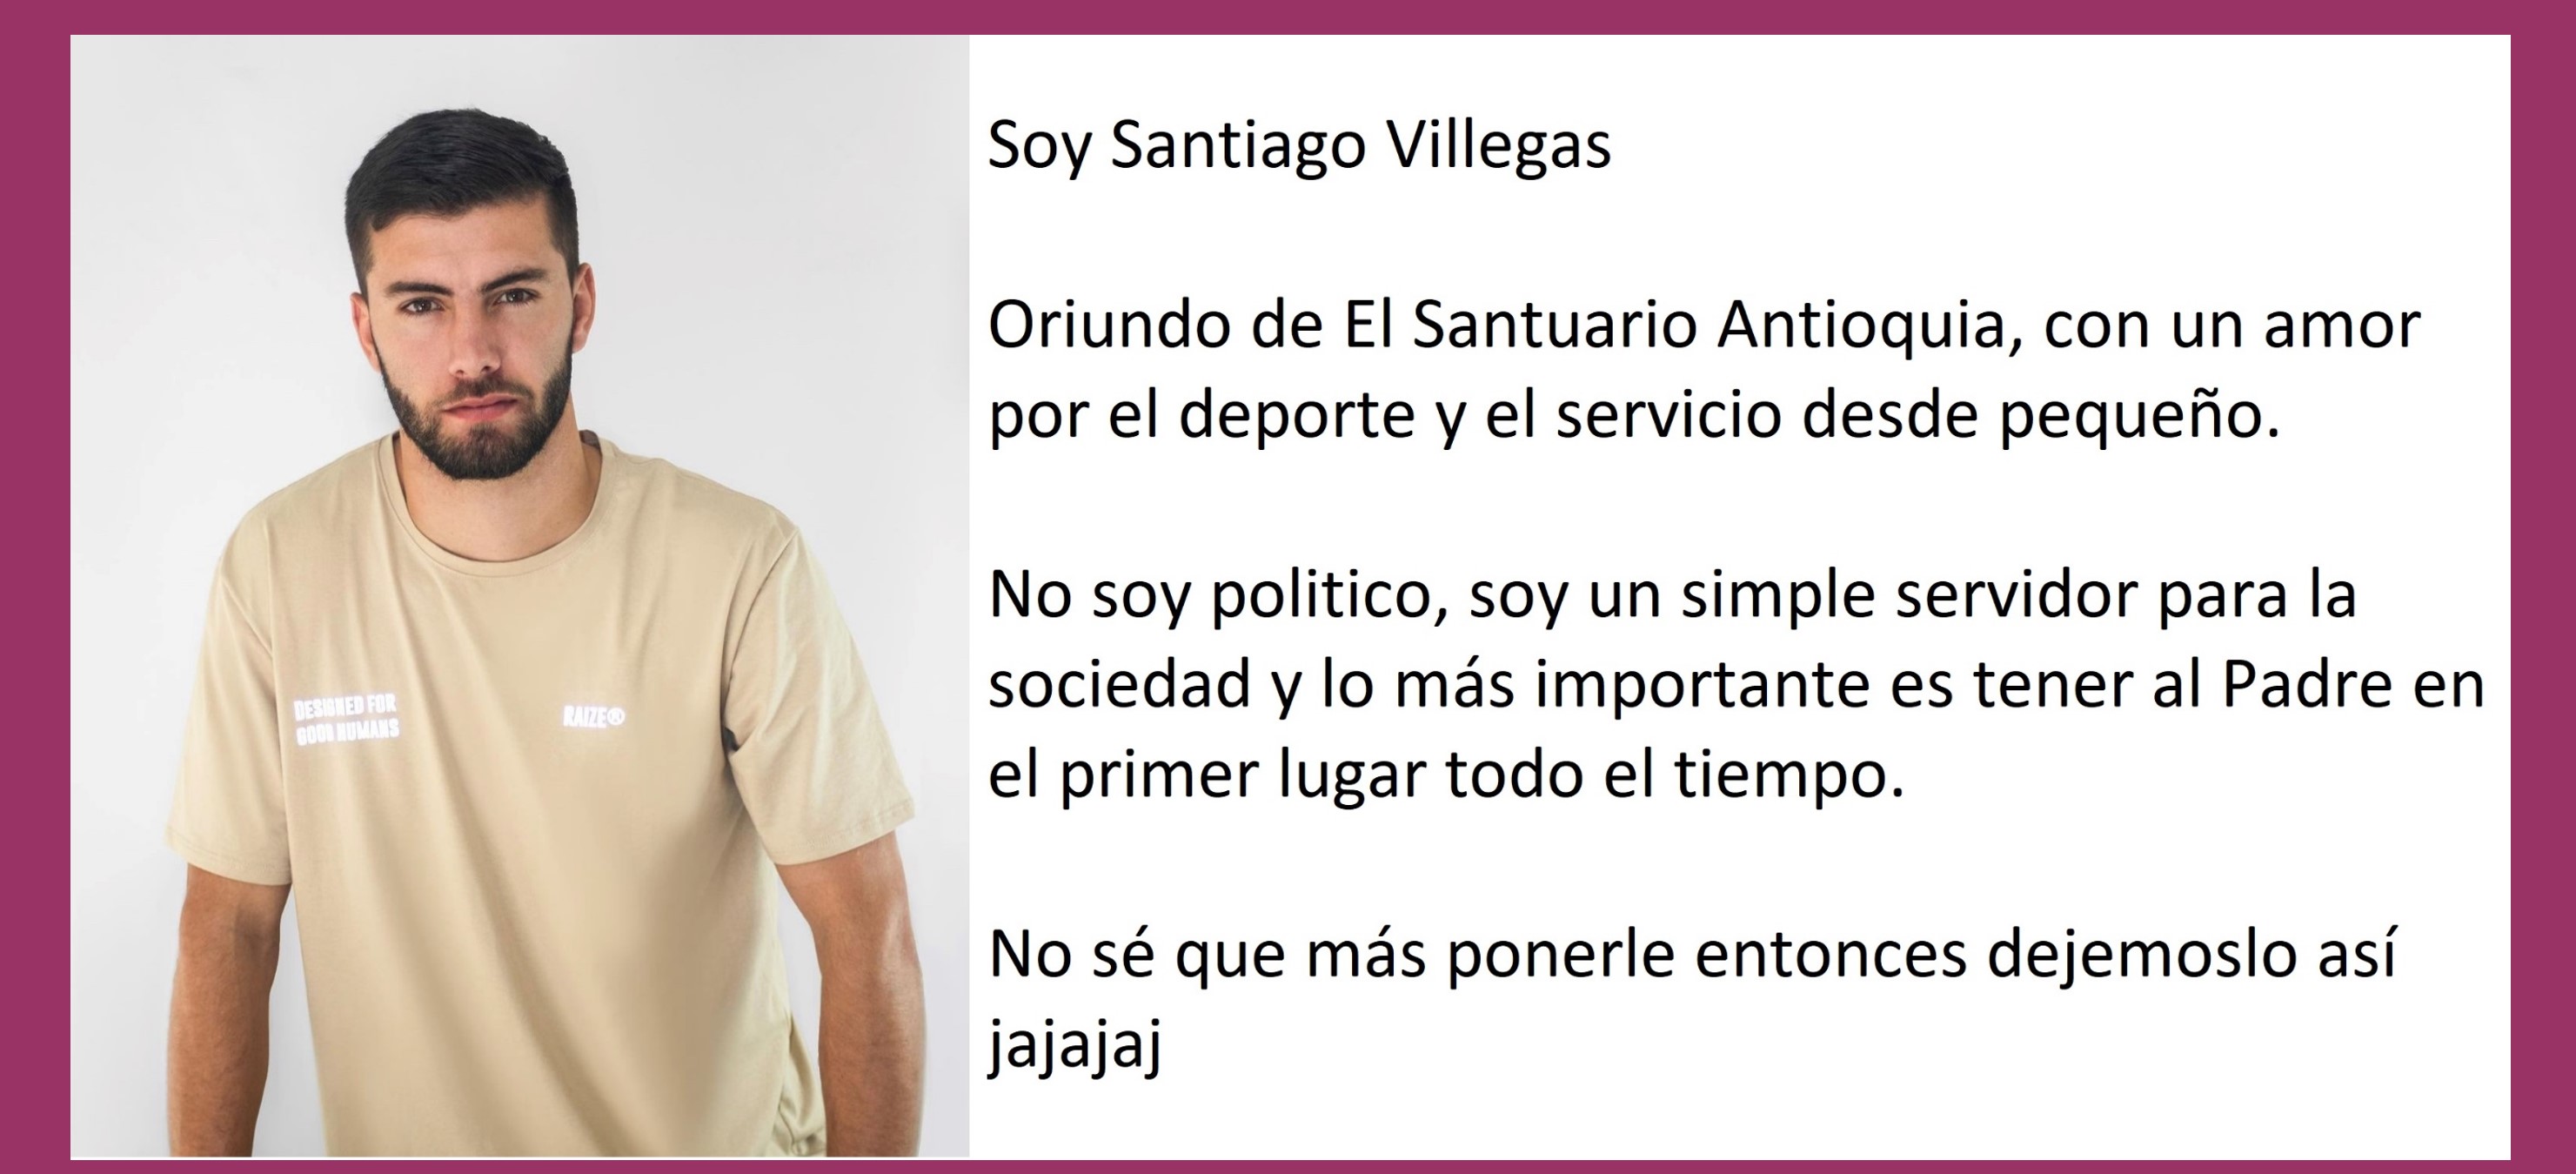 Soy Santiago Villegas
Oriundo de El Santuario Antioquia, con un amor
por el deporte y el servicio desde pequeño.
No soy politico, soy un simple servidor para la
sociedad y lo más importante es tener al Padre en
el primer lugar todo el tiempo.
No sé que más ponerle entonces dejemoslo así
jajajaj
DESIGNED FOR
GOOD HUMANS
RAIZE®